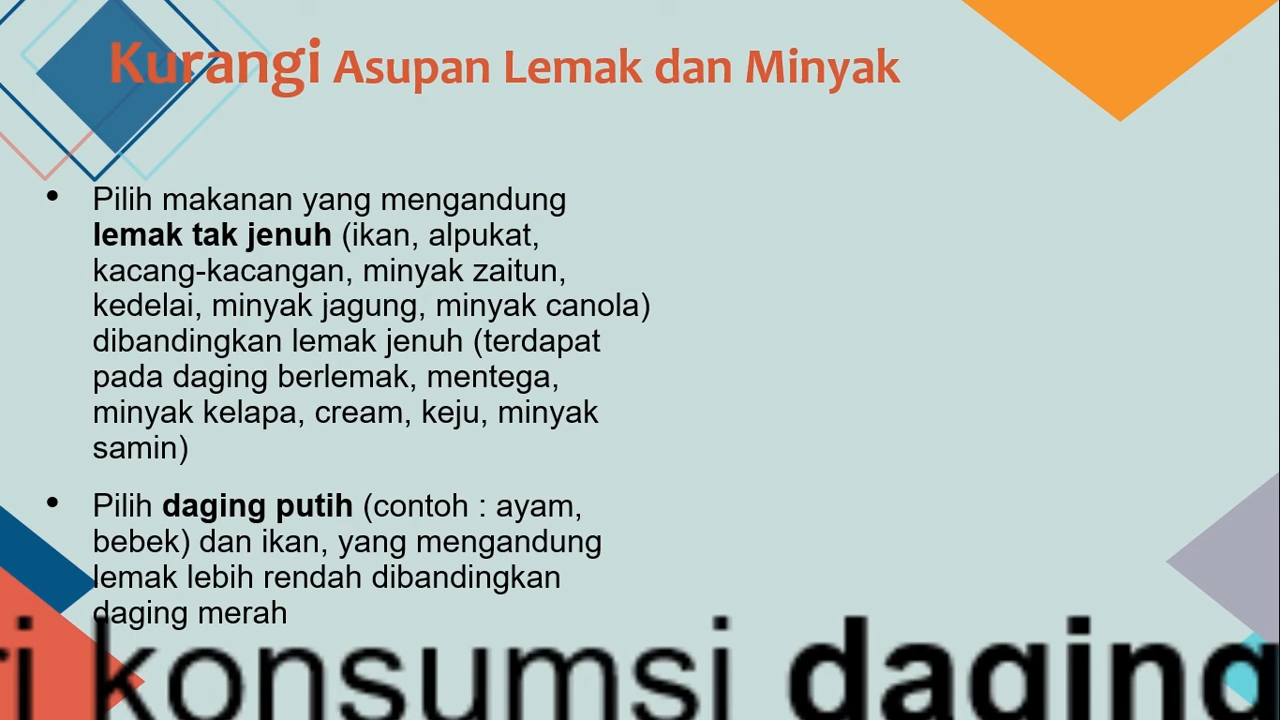 Kurangi Asupan Lemak dan Minyak
• Pilih makanan yang mengandung
lemak tak jenuh (ikan, alpukat,
kacang-kacangan, minyak zaitun,
kedelai, minyak jagung, minyak canola)
dibandingkan lemak jenuh (terdapat
pada daging berlemak, mentega,
minyak kelapa, cream, keju, minyak
samin)
• Pilih daging putih (contoh : ayam,
bebek) dan ikan, yang mengandung
lemak lebih rendah dibandingkan
daging merah
konsumsi daging